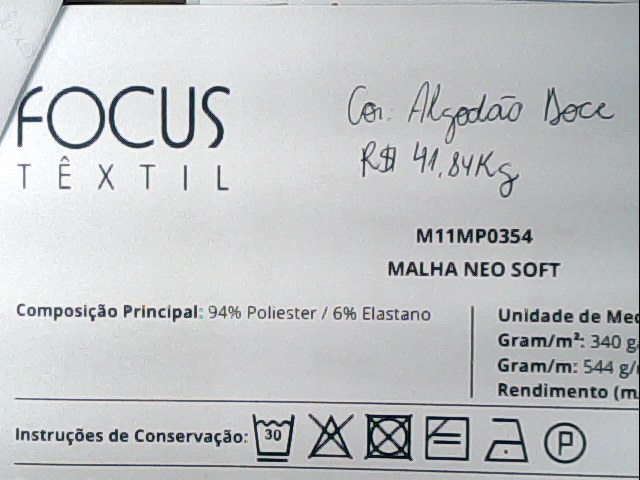 FOCUS
TÊXTIL
Cor: Algodão Doce
R$ 41,84Kg
M11MP0354
MALHA NEO SOFT
Composição Principal: 94% Poliester / 6% Elastano
Unidade de Med
Gram/m²: 340 g
Gram/m: 544 g/
Rendimento (m
Instruções de Conservação: 30 P